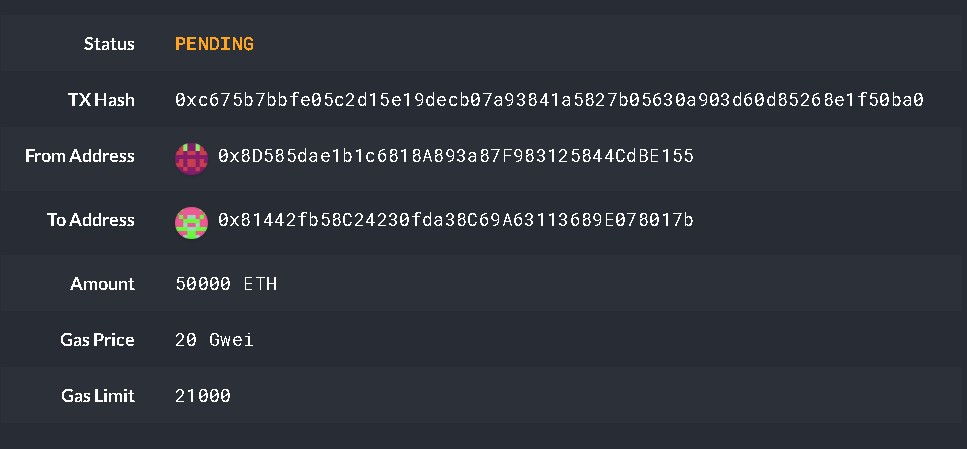 Status PENDING
TX Hash 0xc675b7bbfe05c2d15e19decb07a93841a5827b05630a903d60d85268e1f50ba0
From Address 0x8D585dae1b1c6818A893a87F983125844CdBE155
To Address 0x81442fb58C24230fda38C69A63113689E078017b
Amount 50000 ETH
Gas Price 20 Gwei
Gas Limit 21000